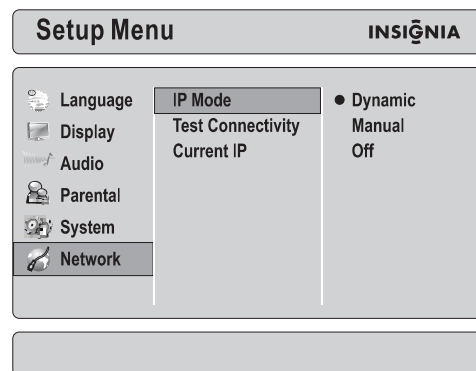 Setup Menu
INSIGNIA
Language
Display
Audio
Parental
System
Network
IP Mode
Test Connectivity
Current IP
Dynamic
Manual
Off